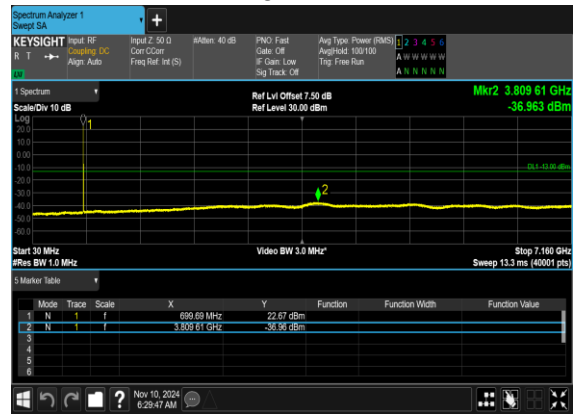 Spectrum Analyzer 1
Swept SA
+
KEYSIGHT Input: RF Input Z: 50 Ω #Atten: 40 dB PNO: Fast Avg Type: Power (RMS) 1 2 3 4 5 6
R T Coupling: DC Corr CCorr Gate: Off Avg|Hold: 100/100 A W W W W W
Align: Auto Freq Ref: Int (S) IF Gain: Low Trig: Free Run
LW Sig Track: Off A N N N N N
1 Spectrum Ref Lvl Offset 7.50 dB Mkr2 3.809 61 GHz
Scale/Div 10 dB Ref Level 30.00 dBm -36.963 dBm
Log
1
20.0
10.0
0.00
-10.0
DL1 -13.00 dBm
-20.0
-30.0
2
-40.0
-50.0
-60.0
Start 30 MHz Video BW 3.0 MHz* Stop 7.160 GHz
#Res BW 1.0 MHz Sweep 13.3 ms (40001 pts)
5 Marker Table
Mode Trace Scale X Y Function Function Width Function Value
1 N 1 f 699.69 MHz 22.67 dBm
2 N 1 f 3.809 61 GHz -36.96 dBm
3
4
5
6
? Nov 10, 2024
6:29:47 AM